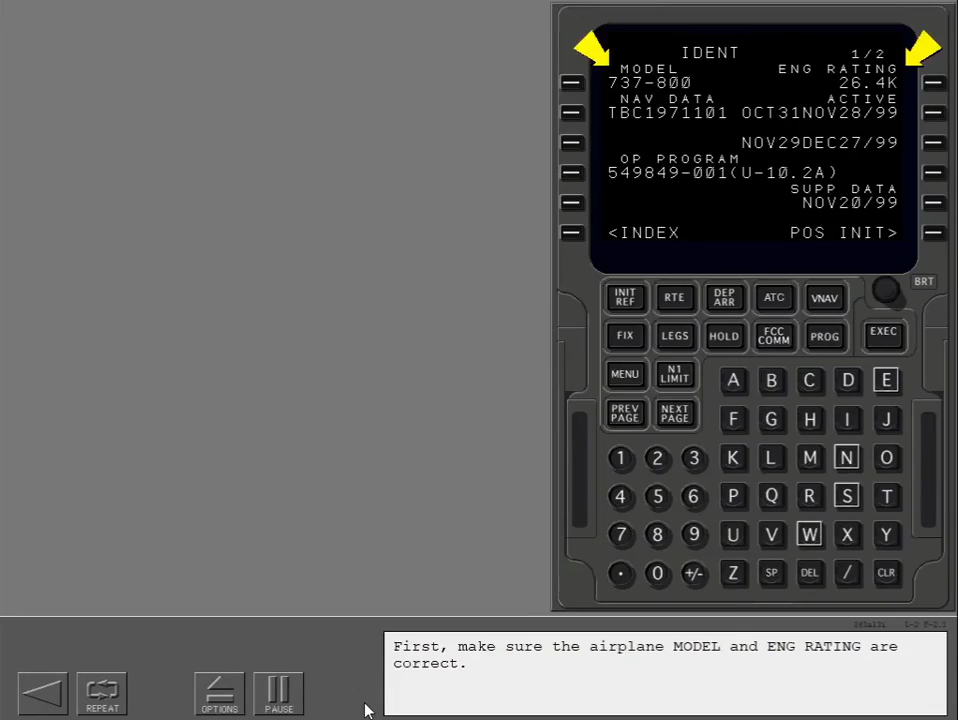 IDENT 1/2
MODEL ENG RATING
737-800 26.4K
NAV DATA ACTIVE
TBC1971101 OCT31NOV28/99
NOV29DEC27/99
OP PROGRAM
549849-001(U-10.2A)
SUPP DATA
NOV20/99
<INDEX POS INIT>
BRT
INIT REF RTE DEP ARR ATC VNAV
FIX LEGS HOLD FCC COMM PROG EXEC
MENU N1 LIMIT
PREV PAGE NEXT PAGE
A B C D E
F G H I J
1 2 3 K L M N O
4 5 6 P Q R S T
7 8 9 U V W X Y
. 0 +/- Z SP DEL / CLR
First, make sure the airplane MODEL and ENG RATING are
correct.
REPEAT OPTIONS PAUSE